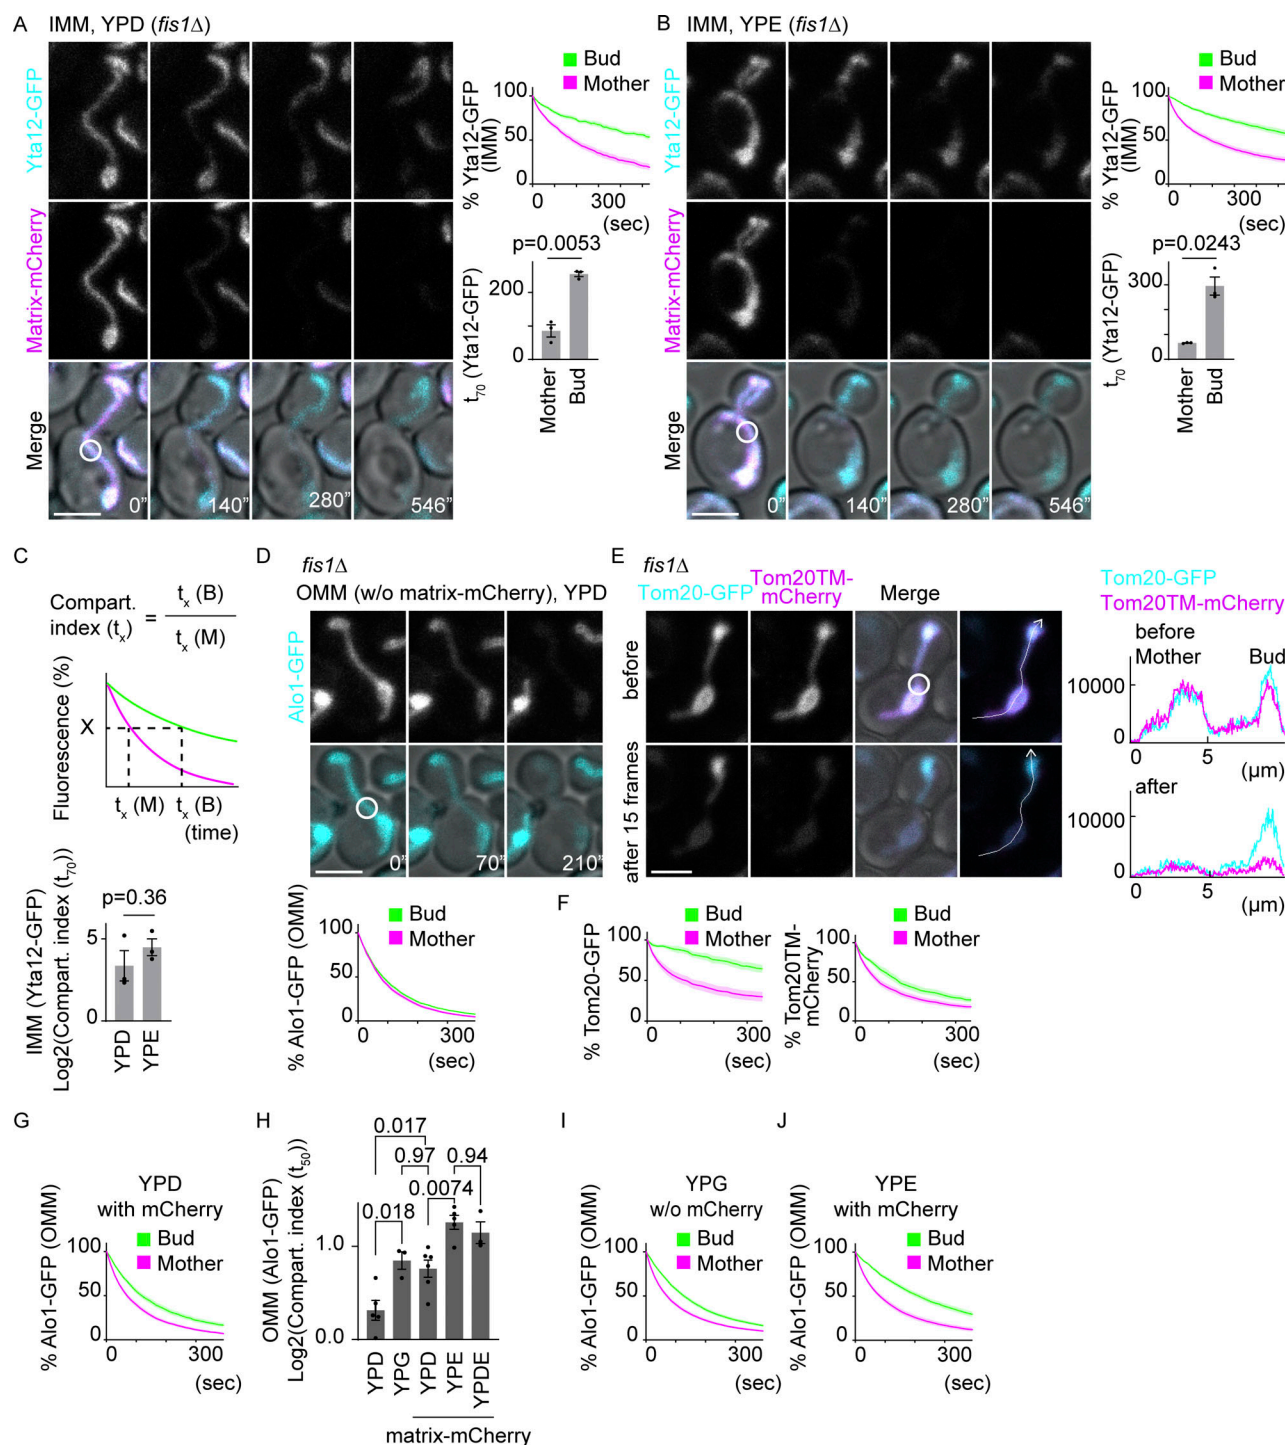 A IMM, YPD (fis1Δ)
Yta12-GFP
Matrix-mCherry
Merge
0”
140”
280”
546”
Bud
Mother
% Yta12-GFP
(IMM)
100
50
0
0
300
(sec)
p=0.0053
t70 (Yta12-GFP)
200
0
Mother
Bud
B IMM, YPE (fis1Δ)
Yta12-GFP
Matrix-mCherry
Merge
0”
140”
280”
546”
Bud
Mother
% Yta12-GFP
(IMM)
100
50
0
0
300
(sec)
p=0.0243
t70 (Yta12-GFP)
300
0
Mother
Bud
C
Compart.
index (tx) = tx (B)
tx (M)
Fluorescence (%)
X
tx (M)
tx (B)
(time)
p=0.36
IMM (Yta12-GFP)
Log2(Compart. index (t70))
5
0
YPD
YPE
D fis1Δ
OMM (w/o matrix-mCherry), YPD
Alo1-GFP
0”
70”
210”
Bud
Mother
% Alo1-GFP (OMM)
100
50
0
0
300
(sec)
E fis1Δ
Tom20-GFP
Tom20TM-
mCherry
Merge
before
after 15 frames
Tom20-GFP
Tom20TM-mCherry
before
Mother
Bud
10000
0
0
5
(μm)
after
10000
0
0
5
(μm)
F
Bud
Mother
% Tom20-GFP
100
50
0
0
300
(sec)
Bud
Mother
% Tom20TM-
mCherry
100
50
0
0
300
(sec)
G
YPD
with mCherry
Bud
Mother
% Alo1-GFP (OMM)
100
50
0
0
300
(sec)
H
0.017
0.97
0.94
0.0074
0.018
OMM (Alo1-GFP)
Log2(Compart. index (t50))
1.0
0.0
YPD
YPG
YPD
YPE
YPDE
matrix-mCherry
I
YPG
w/o mCherry
Bud
Mother
% Alo1-GFP (OMM)
100
50
0
0
300
(sec)
J
YPE
with mCherry
Bud
Mother
% Alo1-GFP (OMM)
100
50
0
0
300
(sec)